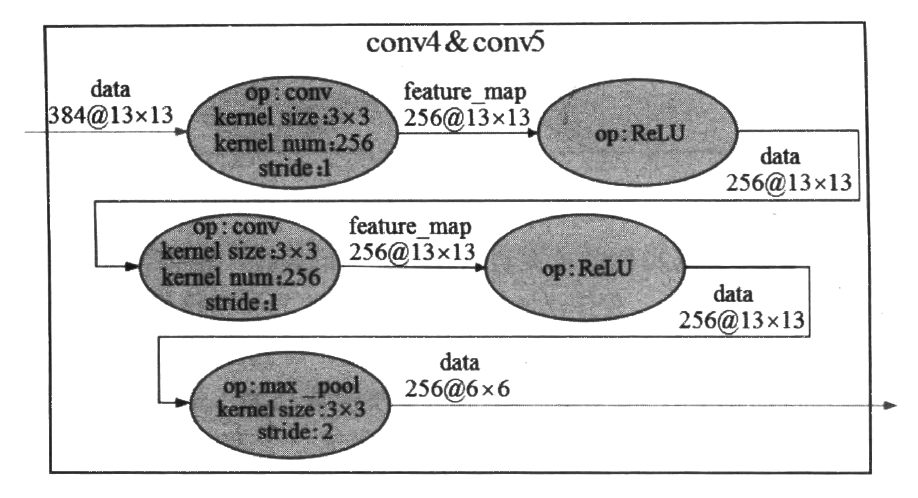 conv4 & conv5
data
384@13×13
op:conv
kernel size:3×3
kernel num:256
stride:1
feature_map
256@13×13
op:ReLU
data
256@13×13
op:conv
kernel size:3×3
kernel num:256
stride:1
feature_map
256@13×13
op:ReLU
data
256@13×13
op:max_pool
kernel size:3×3
stride:2
data
256@6×6